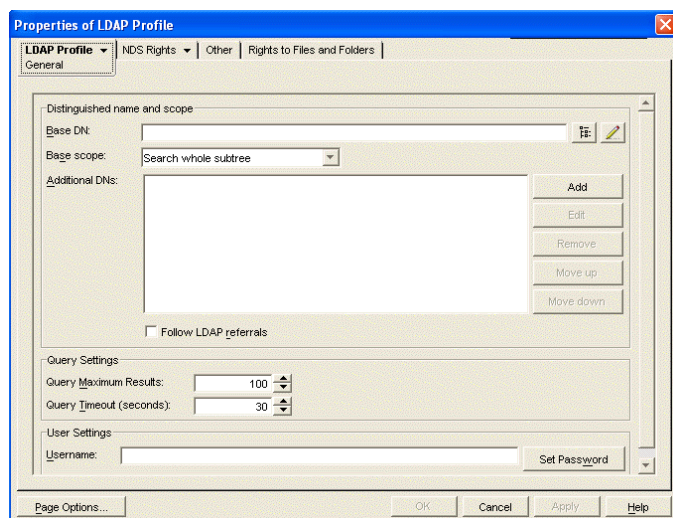 Properties of LDAP Profile
LDAP Profile
NDS Rights
Other
Rights to Files and Folders
General
Distinguished name and scope
Base DN:
Base scope:
Search whole subtree
Additional DNs:
Add
Edit
Remove
Move up
Move down
Follow LDAP referrals
Query Settings
Query Maximum Results:
100
Query Timeout (seconds):
30
User Settings
Username:
Set Password
Page Options...
OK
Cancel
Apply
Help